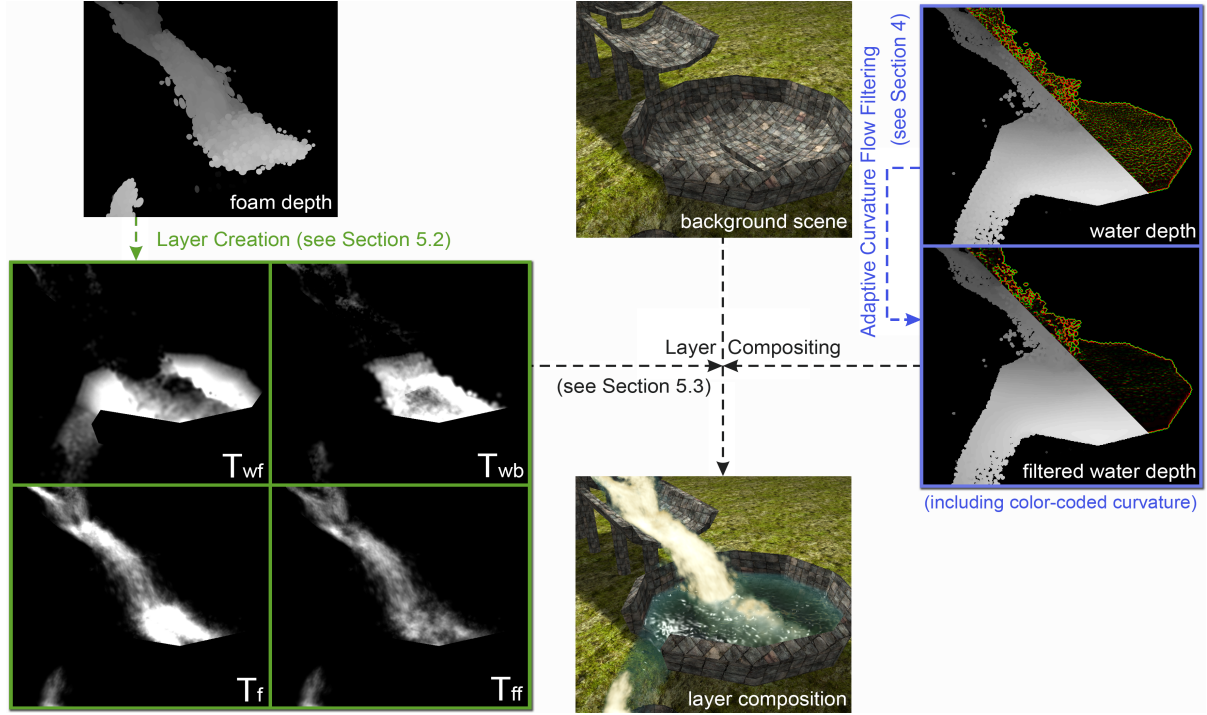 foam depth
Layer Creation (see Section 5.2)
Twf
Twb
Tf
Tff
background scene
Layer Compositing
(see Section 5.3)
layer composition
Adaptive Curvature Flow Filtering
(see Section 4)
water depth
filtered water depth
(including color-coded curvature)